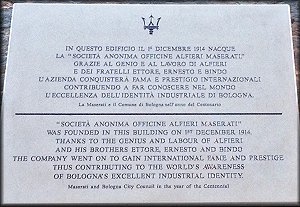 IN QUESTO EDIFICIO IL 1º DICEMBRE 1914 NACQUE
LA "SOCIETÀ ANONIMA OFFICINE ALFIERI MASERATI"
GRAZIE AL GENIO E AL LAVORO DI ALFIERI
E DEI FRATELLI ETTORE, ERNESTO E BINDO
L'AZIENDA CONQUISTERÀ FAMA E PRESTIGIO INTERNAZIONALI
CONTRIBUENDO A FAR CONOSCERE NEL MONDO
L'ECCELLENZA DELL'IDENTITÀ INDUSTRIALE DI BOLOGNA.
La Maserati e il Comune di Bologna nell'anno del Centenario
"SOCIETÀ ANONIMA OFFICINE ALFIERI MASERATI"
WAS FOUNDED IN THIS BUILDING ON 1ST DECEMBER 1914.
THANKS TO THE GENIUS AND LABOUR OF ALFIERI
AND HIS BROTHERS ETTORE, ERNESTO AND BINDO
THE COMPANY WENT ON TO GAIN INTERNATIONAL FAME AND PRESTIGE
THUS CONTRIBUTING TO THE WORLD'S AWARENESS
OF BOLOGNA'S EXCELLENT INDUSTRIAL IDENTITY.
Maserati and Bologna City Council in the year of the Centennial